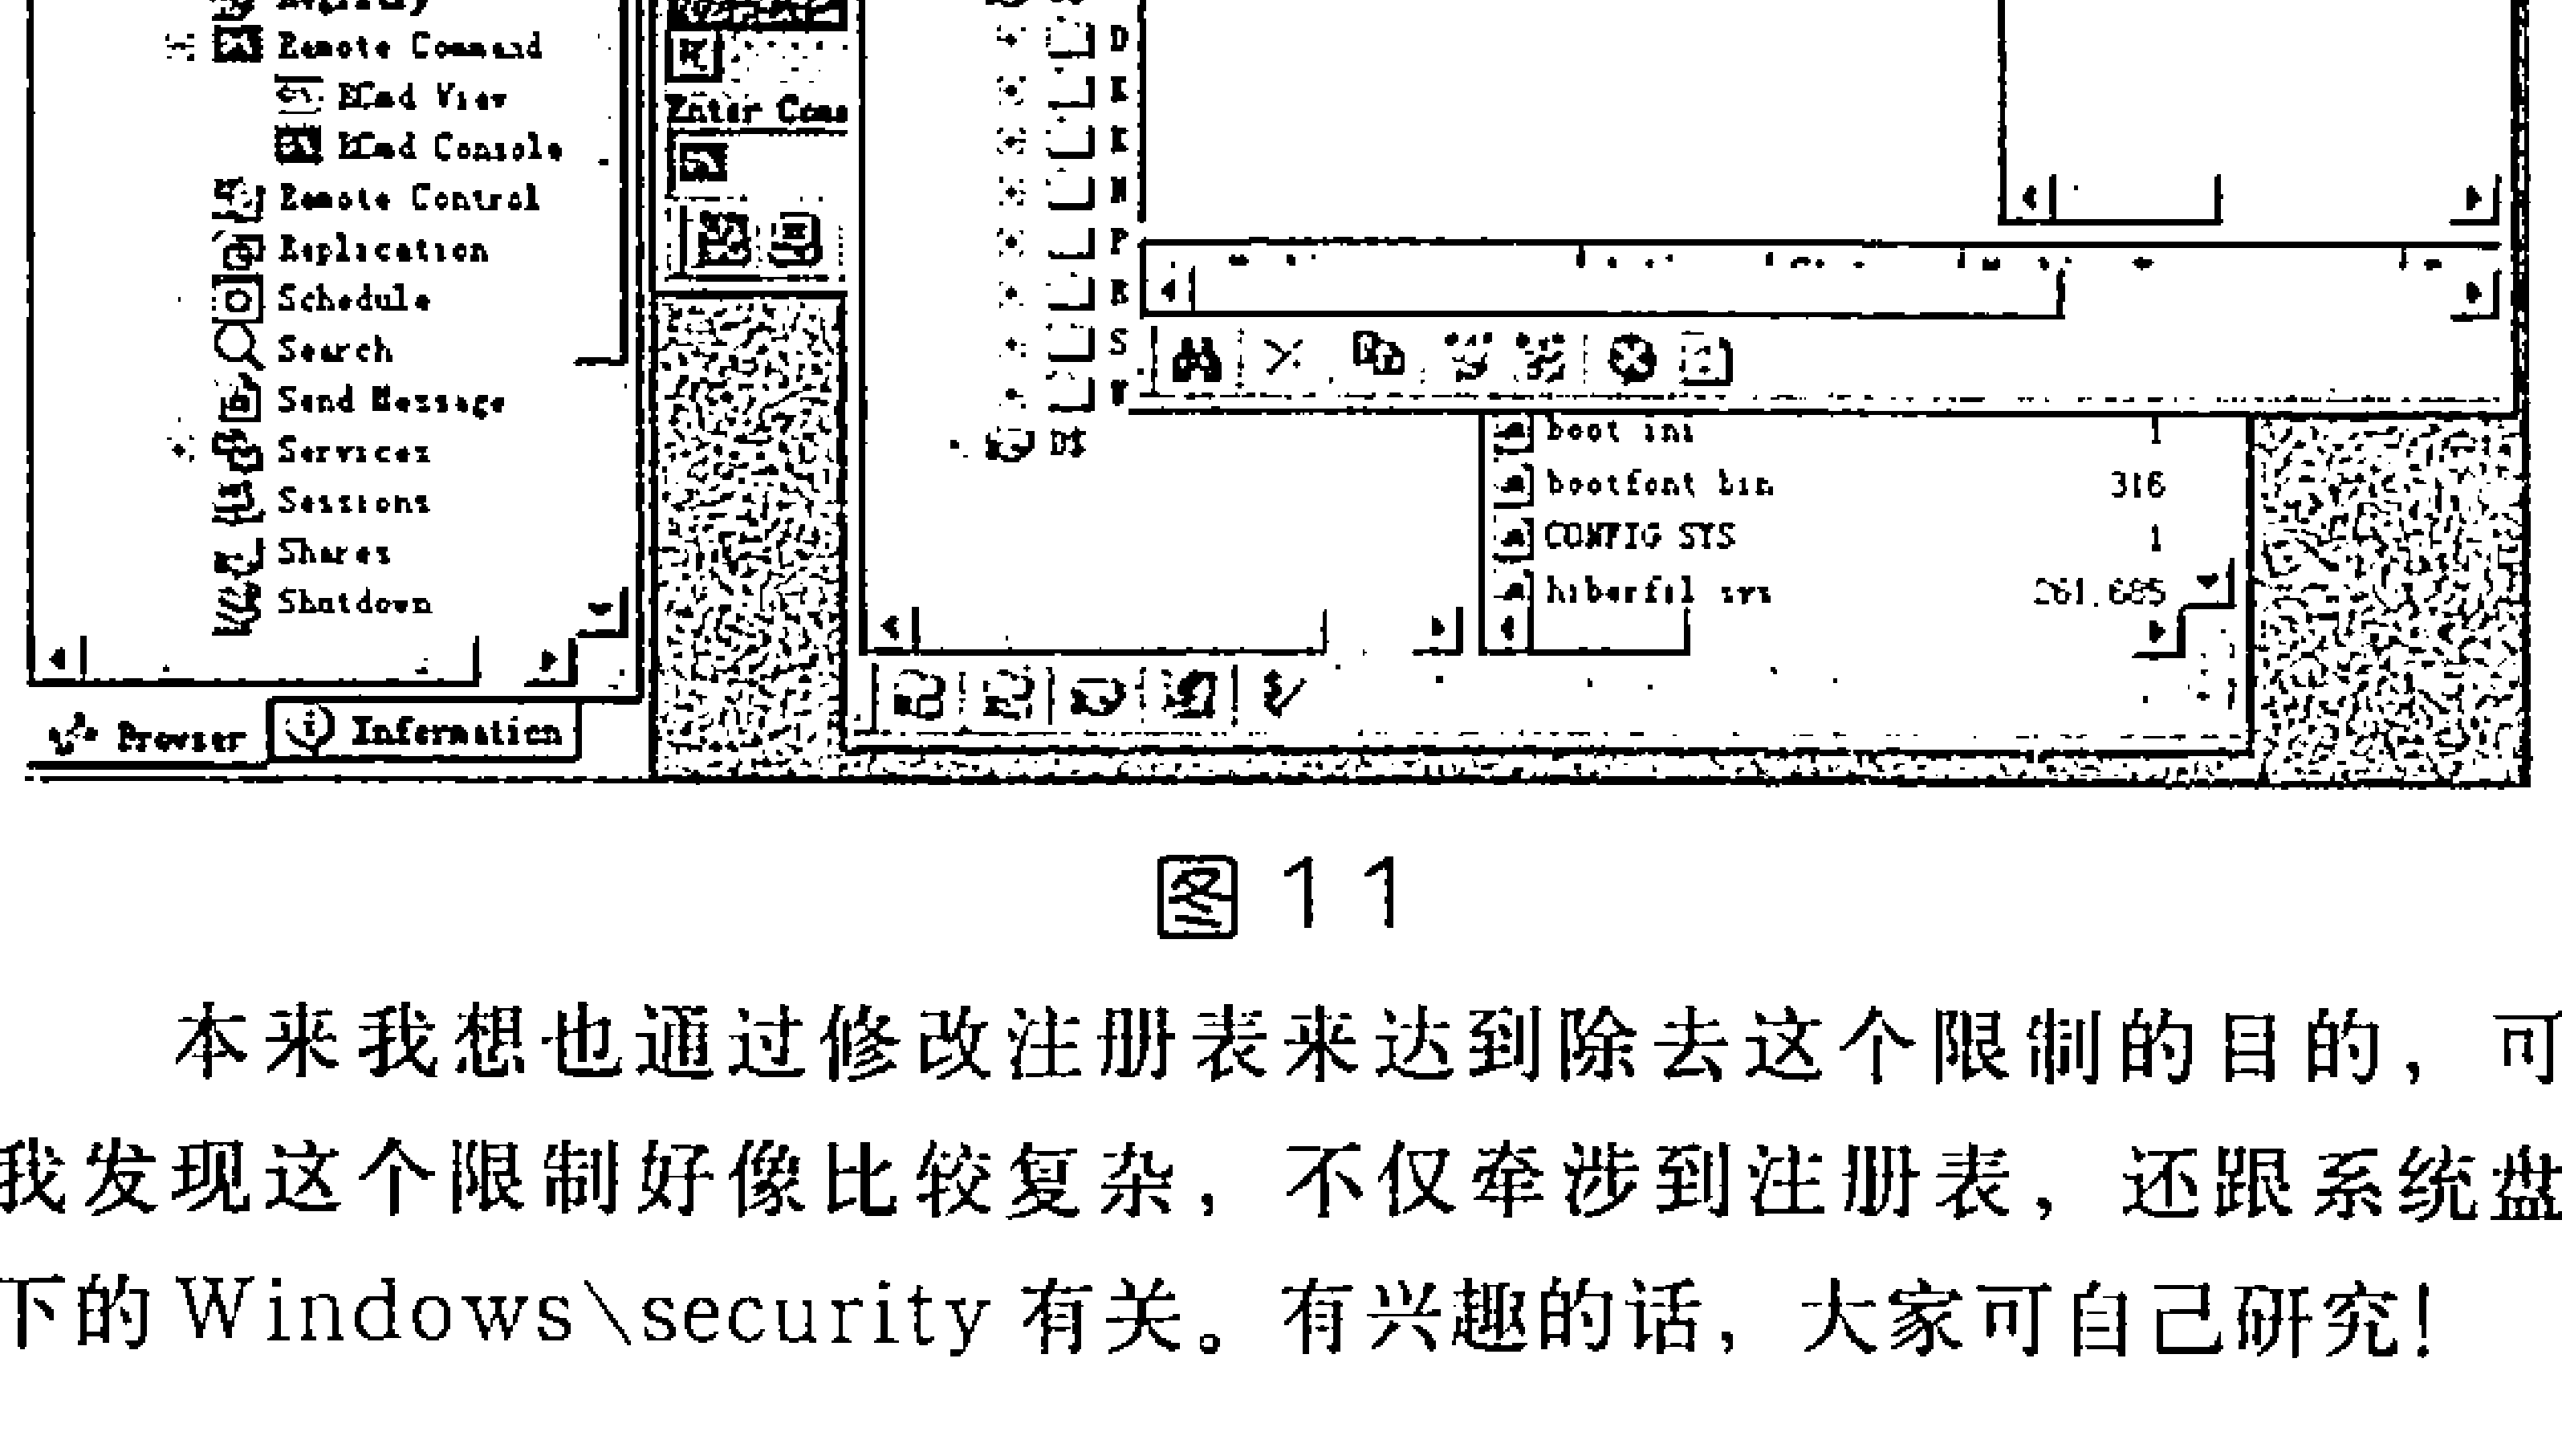 Registry
Remote Command
RCmd View
RCmd Console
Remote Control
Replication
Schedule
Search
Send Message
Services
Sessions
Shares
Shutdown
Browser
Information
Enter
D
N
P
S
D$
boot ini 1
bootfont bin 316
CONFIG SYS 1
hiberfil sys 261,685
图11
本来我想也通过修改注册表来达到除去这个限制的目的，可
我发现这个限制好像比较复杂，不仅牵涉到注册表，还跟系统盘
下的Windows\security有关。有兴趣的话，大家可自己研究！